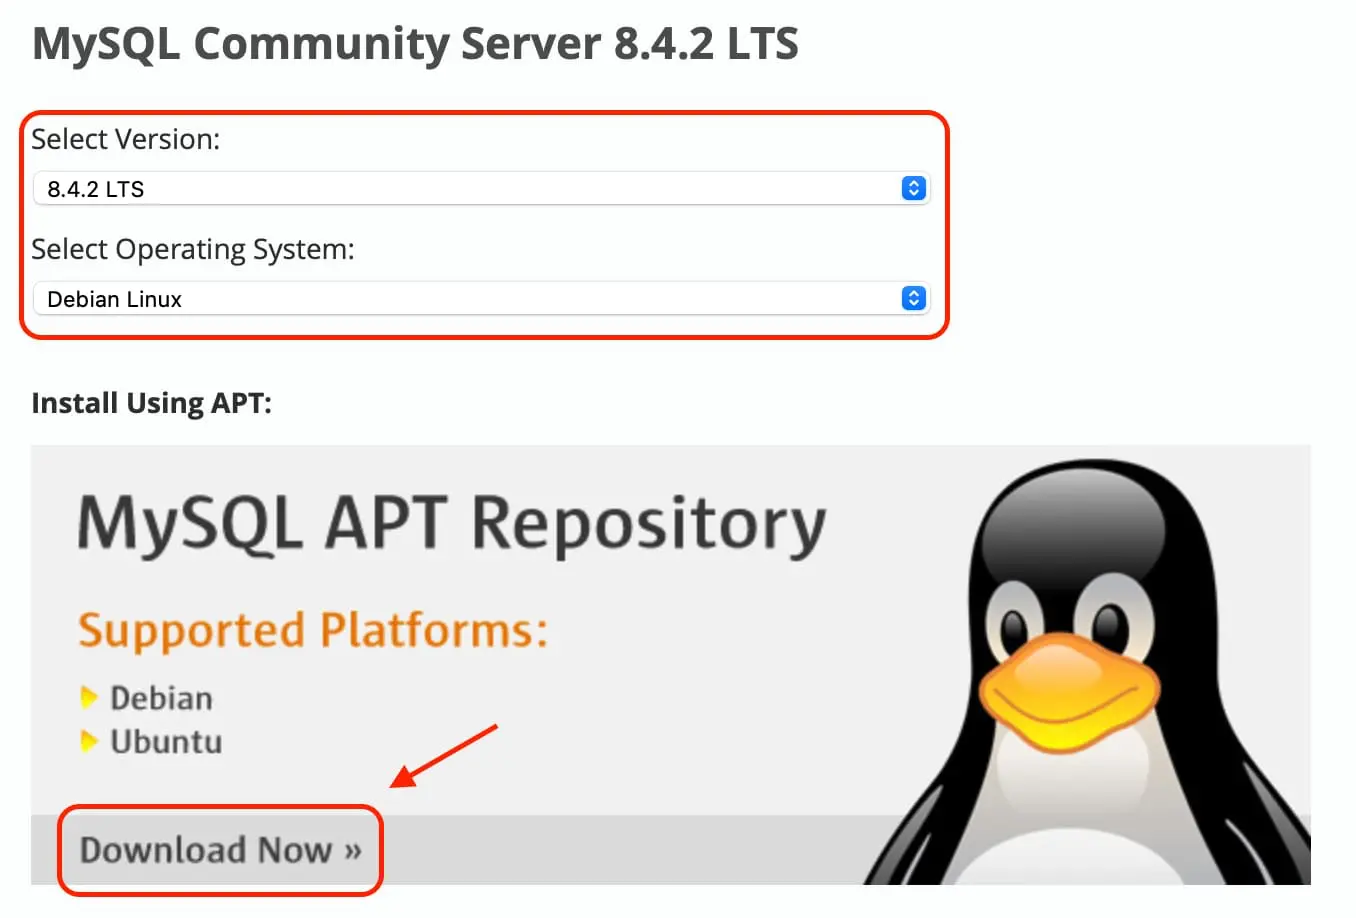 MySQL Community Server 8.4.2 LTS
Select Version:
8.4.2 LTS
Select Operating System:
Debian Linux
Install Using APT:
MySQL APT Repository
Supported Platforms:
Debian
Ubuntu
Download Now »